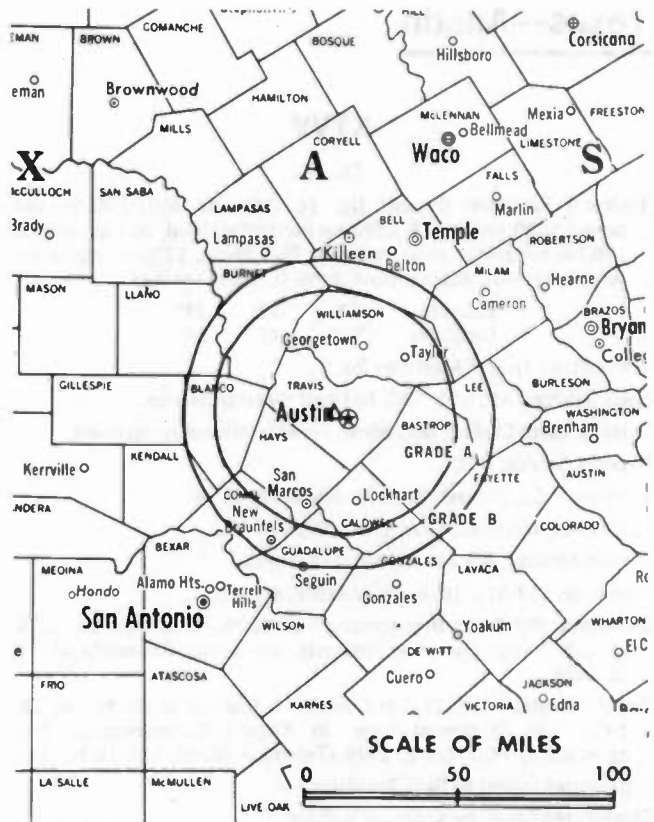 HILL
COMANCHE
BOSQUE
Hillsboro
Corsicana
BROWN
Brownwood
HAMILTON
MILLS
CORYELL
McLENNAN
Bellmead
Waco
Mexia
FREESTON
LIMESTONE
X A S
McCULLOCH
SAN SABA
FALLS
Marlin
Brady
LAMPASAS
Lampasas
BELL
Temple
Killeen
Belton
ROBERTSON
BURNET
MILAM
Cameron
Hearne
MASON
LLANO
WILLIAMSON
Georgetown
Taylor
BRAZOS
Bryan
Colleg
GILLESPIE
BLANCO
TRAVIS
LEE
BURLESON
Austin
WASHINGTON
Brenham
HAYS
BASTROP
GRADE A
KENDALL
Kerrville
San
Marcos
FAYETTE
AUSTIN
COMAL
Lockhart
NDERA
New
Braunfels
CALDWELL
GRADE B
COLORADO
BEXAR
GUADALUPE
GONZALES
LAVACA
MEDINA
Hondo
Alamo Hts.
Terrell
Hills
Seguin
Gonzales
San Antonio
WILSON
WHARTON
Yoakum
El C
DE WITT
FRIO
ATASCOSA
Cuero
KARNES
VICTORIA
JACKSON
Edna
SCALE OF MILES
LA SALLE
McMULLEN
LIVE OAK
0 50 100